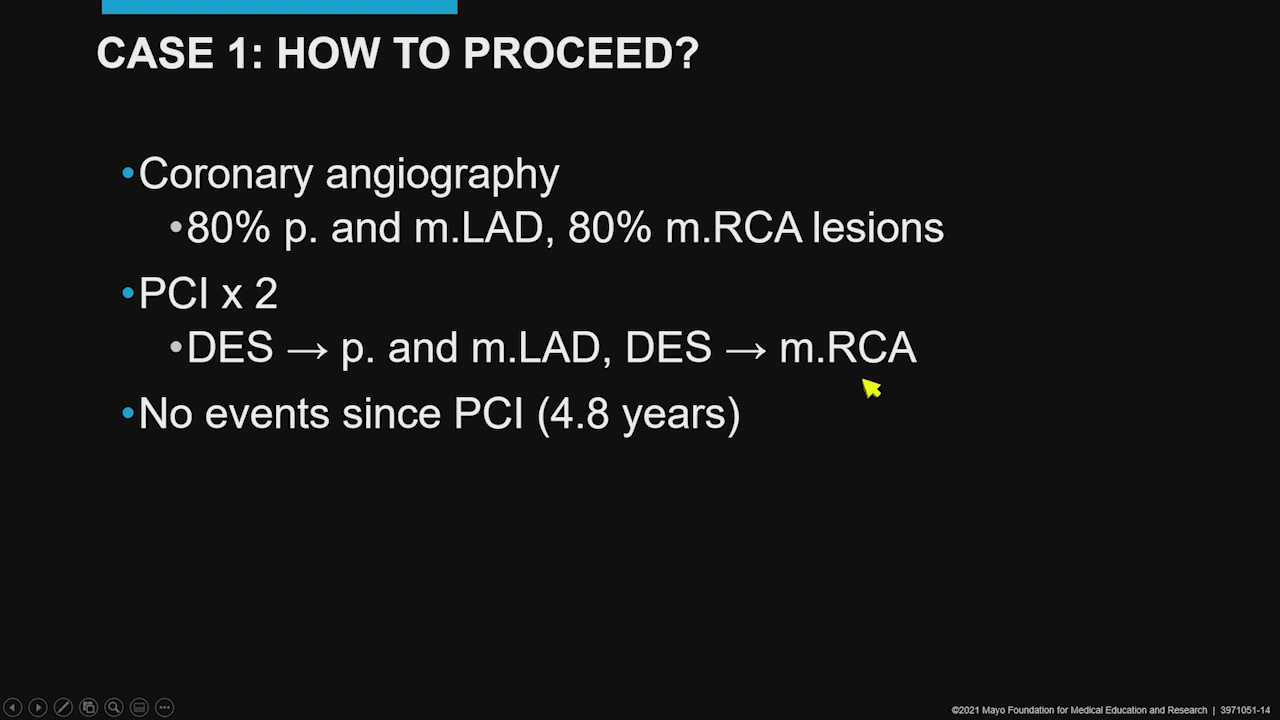 CASE 1: HOW TO PROCEED?
•Coronary angiography
•80% p. and m.LAD, 80% m.RCA lesions
•PCI x 2
•DES → p. and m.LAD, DES → m.RCA
•No events since PCI (4.8 years)
©2021 Mayo Foundation for Medical Education and Research | 3971051-14